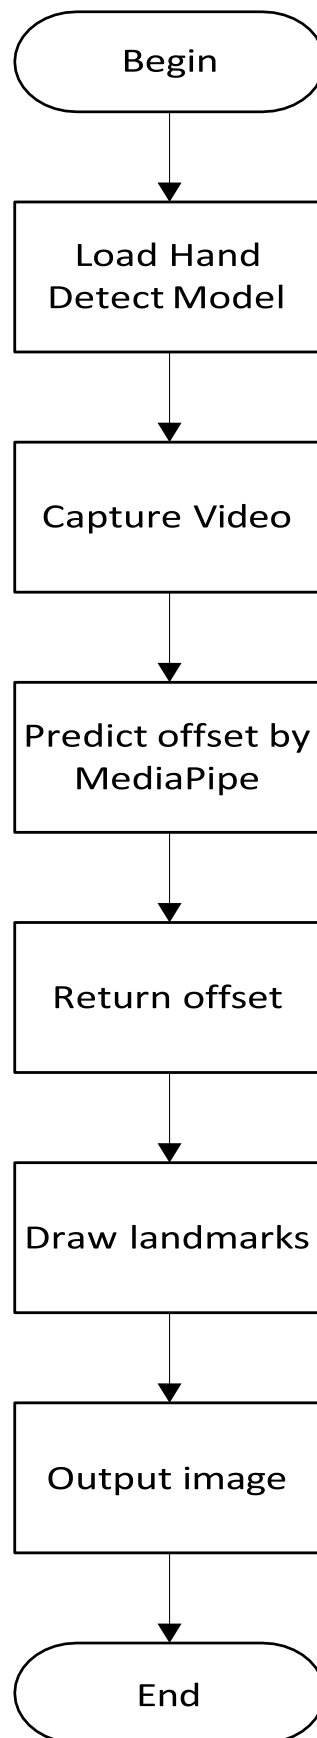 Begin
Load Hand
Detect Model
Capture Video
Predict offset by
MediaPipe
Return offset
Draw landmarks
Output image
End